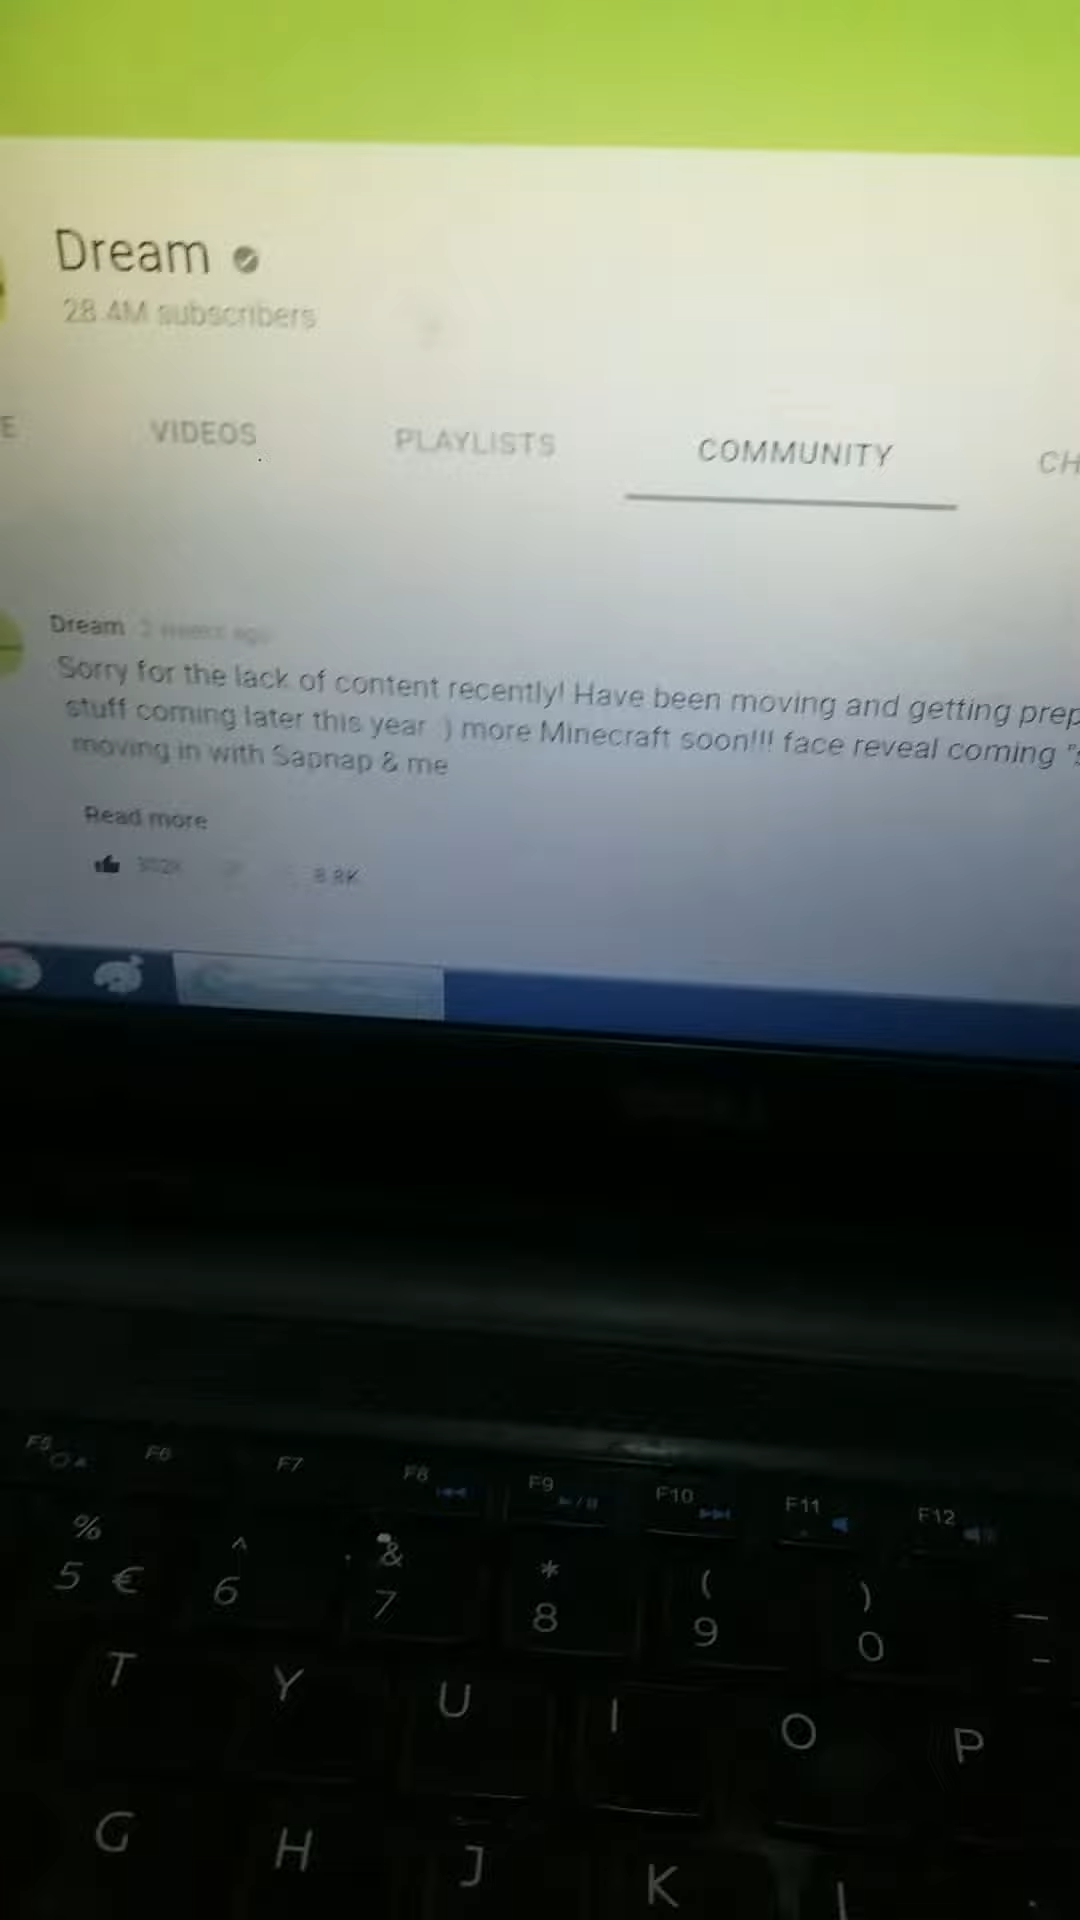 Dream
28.4M subscribers
E VIDEOS PLAYLISTS COMMUNITY CH
Dream
Sorry for the lack of content recently! Have been moving and getting prep
stuff coming later this year :) more Minecraft soon!!! face reveal coming "s
moving in with Sapnap & me
Read more
8.8K
F5 F6 F7 F8 F9 F10 F11 F12
% ^ & * ( ) _
5 € 6 7 8 9 0 -
T Y U I O P
G H J K L